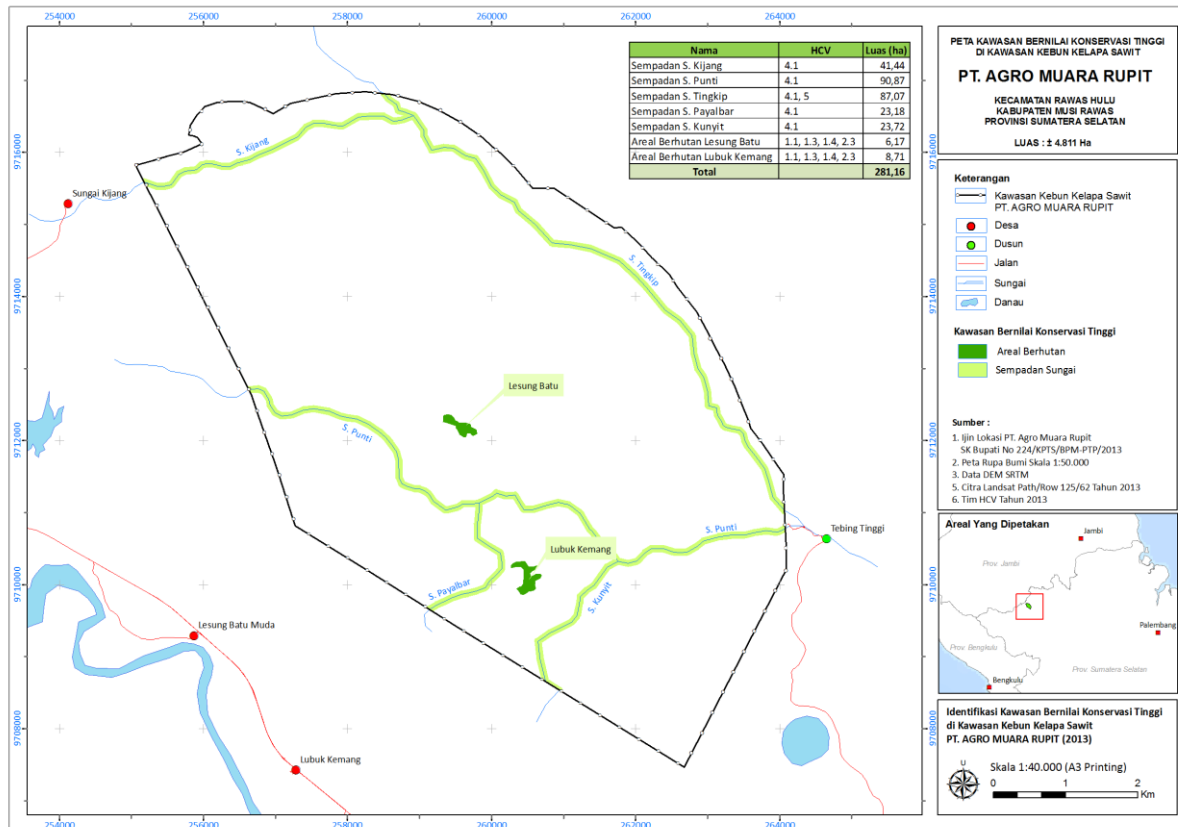 254000 256000 258000 260000 262000 264000
9716000
9714000
9712000
9710000
9708000
Nama HCV Luas (ha)
Sempadan S. Kijang 4.1 41,44
Sempadan S. Punti 4.1 90,87
Sempadan S. Tingkip 4.1, 5 87,07
Sempadan S. Payalbar 4.1 23,18
Sempadan S. Kunyit 4.1 23,72
Areal Berhutan Lesung Batu 1.1, 1.3, 1.4, 2.3 6,17
Areal Berhutan Lubuk Kemang 1.1, 1.3, 1.4, 2.3 8,71
Total 281,16
S. Kijang
Sungai Kijang
S. Tingkip
Lesung Batu
S. Punti
S. Punti
Tebing Tinggi
Lubuk Kemang
S. Payalbar
S. Kunyit
Lesung Batu Muda
Lubuk Kemang
9716000
9714000
9712000
9710000
9708000
254000 256000 258000 260000 262000 264000
PETA KAWASAN BERNILAI KONSERVASI TINGGI
DI KAWASAN KEBUN KELAPA SAWIT
PT. AGRO MUARA RUPIT
KECAMATAN RAWAS HULU
KABUPATEN MUSI RAWAS
PROVINSI SUMATERA SELATAN
LUAS : ± 4.811 Ha
Keterangan
Kawasan Kebun Kelapa Sawit
PT. AGRO MUARA RUPIT
Desa
Dusun
Jalan
Sungai
Danau
Kawasan Bernilai Konservasi Tinggi
Areal Berhutan
Sempadan Sungai
Sumber :
1. Ijin Lokasi PT. Agro Muara Rupit
SK Bupati No 224/KPTS/BPM-PTP/2013
2. Peta Rupa Bumi Skala 1:50.000
3. Data DEM SRTM
5. Citra Landsat Path/Row 125/62 Tahun 2013
6. Tim HCV Tahun 2013
Areal Yang Dipetakan
Jambi
Prov. Jambi
Palembang
Prov. Bengkulu
Prov. Sumatera Selatan
Bengkulu
Identifikasi Kawasan Bernilai Konservasi Tinggi
di Kawasan Kebun Kelapa Sawit
PT. AGRO MUARA RUPIT (2013)
U
Skala 1:40.000 (A3 Printing)
0 1 2
Km